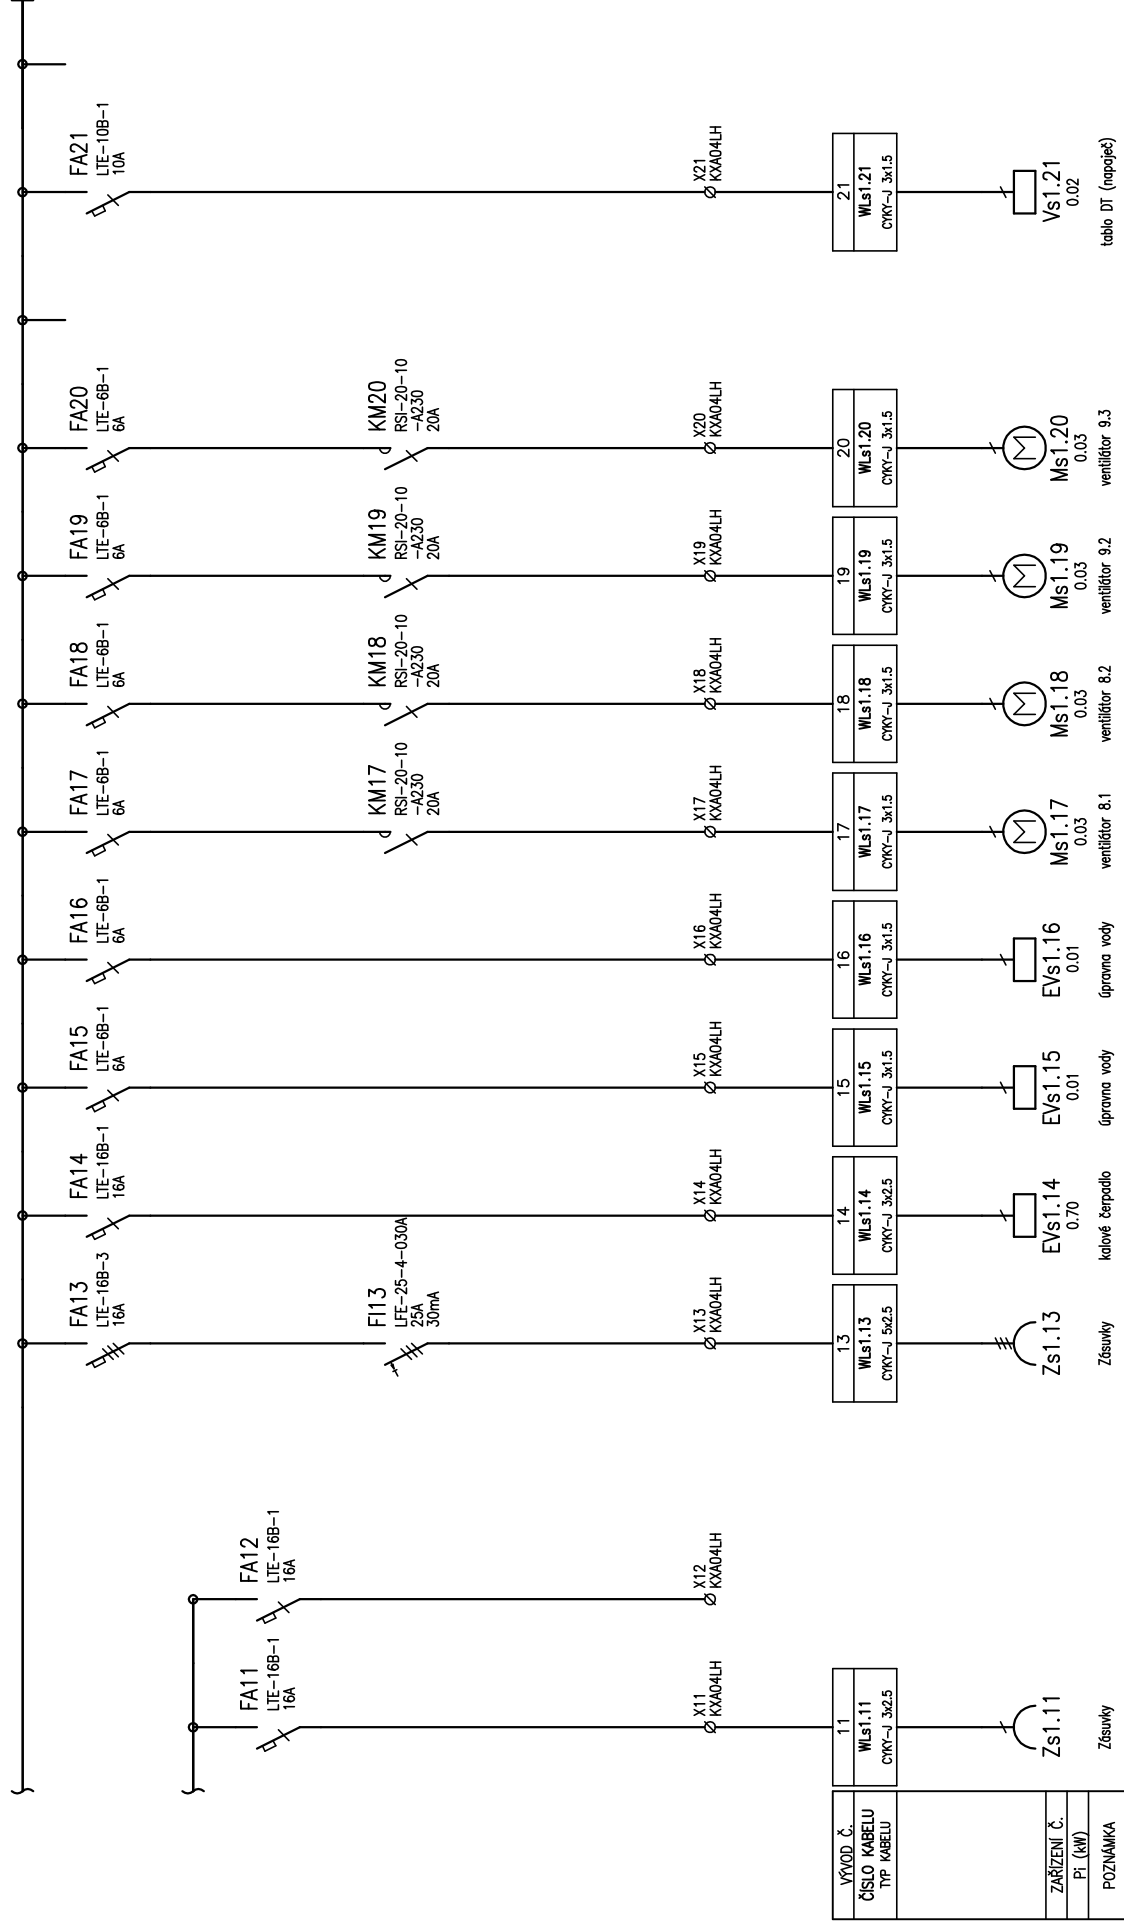 FA11
LTE-16B-1
16A
FA12
LTE-16B-1
16A
FA13
LTE-16B-3
16A
FA14
LTE-16B-1
16A
FA15
LTE-6B-1
6A
FA16
LTE-6B-1
6A
FA17
LTE-6B-1
6A
FA18
LTE-6B-1
6A
FA19
LTE-6B-1
6A
FA20
LTE-6B-1
6A
FA21
LTE-10B-1
10A
FI13
LFE-25-4-030A
25A
30mA
KM17
RSI-20-10
-A230
20A
KM18
RSI-20-10
-A230
20A
KM19
RSI-20-10
-A230
20A
KM20
RSI-20-10
-A230
20A
X11
KXA04LH
X12
KXA04LH
X13
KXA04LH
X14
KXA04LH
X15
KXA04LH
X16
KXA04LH
X17
KXA04LH
X18
KXA04LH
X19
KXA04LH
X20
KXA04LH
X21
KXA04LH
VÝVOD Č.
ČÍSLO KABELU
TYP KABELU
11
WLs1.11
CYKY-J 3x2.5
13
WLs1.13
CYKY-J 5x2.5
14
WLs1.14
CYKY-J 3x2.5
15
WLs1.15
CYKY-J 3x1.5
16
WLs1.16
CYKY-J 3x1.5
17
WLs1.17
CYKY-J 3x1.5
18
WLs1.18
CYKY-J 3x1.5
19
WLs1.19
CYKY-J 3x1.5
20
WLs1.20
CYKY-J 3x1.5
21
WLs1.21
CYKY-J 3x1.5
M
M
M
M
ZAŘÍZENÍ Č.
Pi (kW)
POZNÁMKA
Zs1.11
Zásuvky
Zs1.13
Zásuvky
EVs1.14
0.70
kalové čerpadlo
EVs1.15
0.01
úpravna vody
EVs1.16
0.01
úpravna vody
Ms1.17
0.03
ventilátor 8.1
Ms1.18
0.03
ventilátor 8.2
Ms1.19
0.03
ventilátor 9.2
Ms1.20
0.03
ventilátor 9.3
Vs1.21
0.02
tablo DT (napaječ)